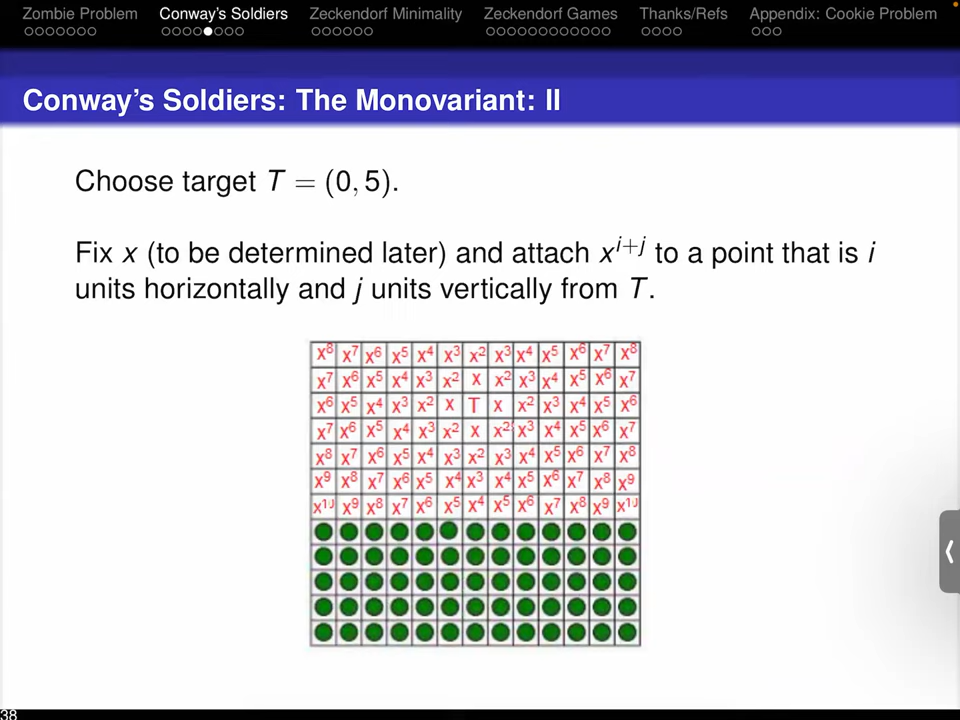 Zombie Problem Conway's Soldiers Zeckendorf Minimality Zeckendorf Games Thanks/Refs Appendix: Cookie Problem
Conway's Soldiers: The Monovariant: II
Choose target T = (0, 5).
Fix x (to be determined later) and attach x^{i+j} to a point that is i
units horizontally and j units vertically from T.
x⁸ x⁷ x⁶ x⁵ x⁴ x³ x² x³ x⁴ x⁵ x⁶ x⁷ x⁸
x⁷ x⁶ x⁵ x⁴ x³ x² x x² x³ x⁴ x⁵ x⁶ x⁷
x⁶ x⁵ x⁴ x³ x² x T x x² x³ x⁴ x⁵ x⁶
x⁷ x⁶ x⁵ x⁴ x³ x² x x² x³ x⁴ x⁵ x⁶ x⁷
x⁸ x⁷ x⁶ x⁵ x⁴ x³ x² x³ x⁴ x⁵ x⁶ x⁷ x⁸
x⁹ x⁸ x⁷ x⁶ x⁵ x⁴ x³ x⁴ x⁵ x⁶ x⁷ x⁸ x⁹
x¹⁰ x⁹ x⁸ x⁷ x⁶ x⁵ x⁴ x⁵ x⁶ x⁷ x⁸ x⁹ x¹⁰
38